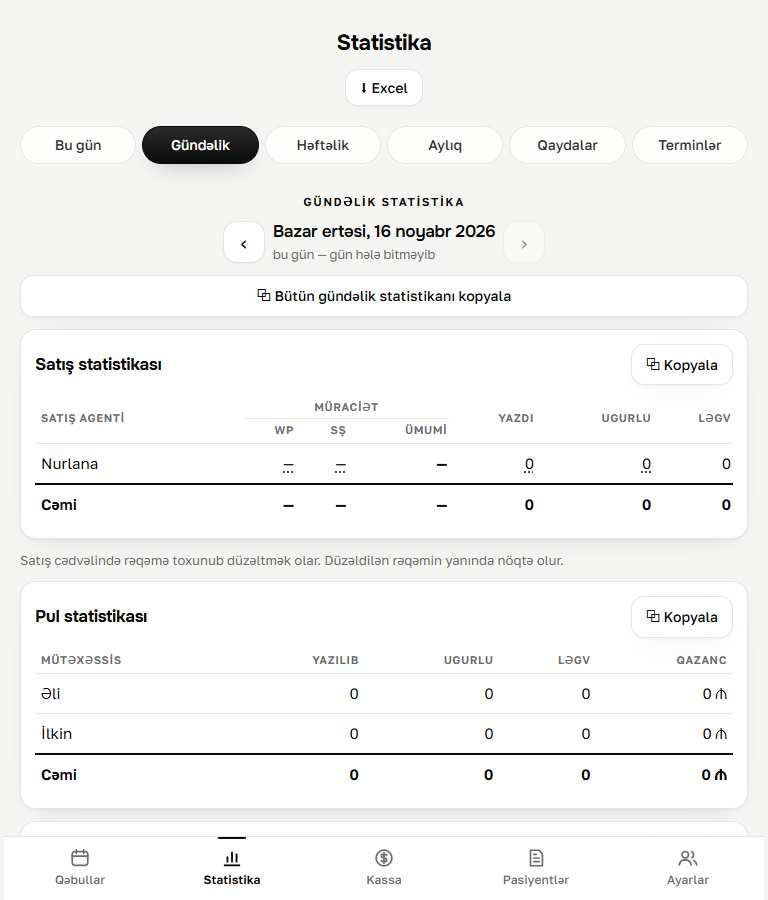 Statistika
⬇ Excel
Bu gün Gündəlik Həftəlik Aylıq Qaydalar Terminlər
GÜNDƏLİK STATİSTİKA
‹ Bazar ertəsi, 16 noyabr 2026 ›
bu gün — gün hələ bitməyib
Bütün gündəlik statistikanı kopyala
Satış statistikası Kopyala
MÜRACİƏT
SATIŞ AGENTİ YAZDI UGURLU LƏGV
WP SŞ ÜMUMİ
Nurlana – – – 0 0 0
Cəmi – – – 0 0 0
Satış cədvəlində rəqəmə toxunub düzəltmək olar. Düzəldilən rəqəmin yanında nöqtə olur.
Pul statistikası Kopyala
MÜTƏXƏSSİS YAZILIB UGURLU LƏGV QAZANC
Əli 0 0 0 0 ₼
İlkin 0 0 0 0 ₼
Cəmi 0 0 0 0 ₼
Qəbullar Statistika Kassa Pasiyentlər Ayarlar